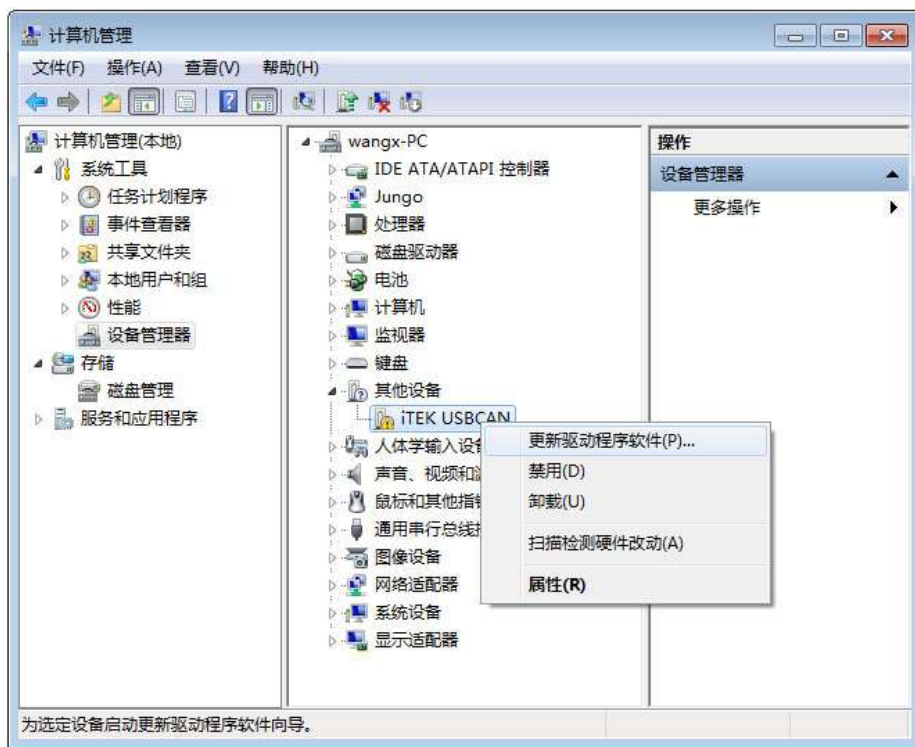 计算机管理
文件(F) 操作(A) 查看(V) 帮助(H)
计算机管理(本地)
系统工具
任务计划程序
事件查看器
共享文件夹
本地用户和组
性能
设备管理器
存储
磁盘管理
服务和应用程序
wangx-PC
IDE ATA/ATAPI 控制器
Jungo
处理器
磁盘驱动器
电池
计算机
监视器
键盘
其他设备
iTEK USBCAN
人体学输入设
声音、视频和
鼠标和其他指
通用串行总线
图像设备
网络适配器
系统设备
显示适配器
更新驱动程序软件(P)...
禁用(D)
卸载(U)
扫描检测硬件改动(A)
属性(R)
操作
设备管理器
更多操作
为选定设备启动更新驱动程序软件向导。